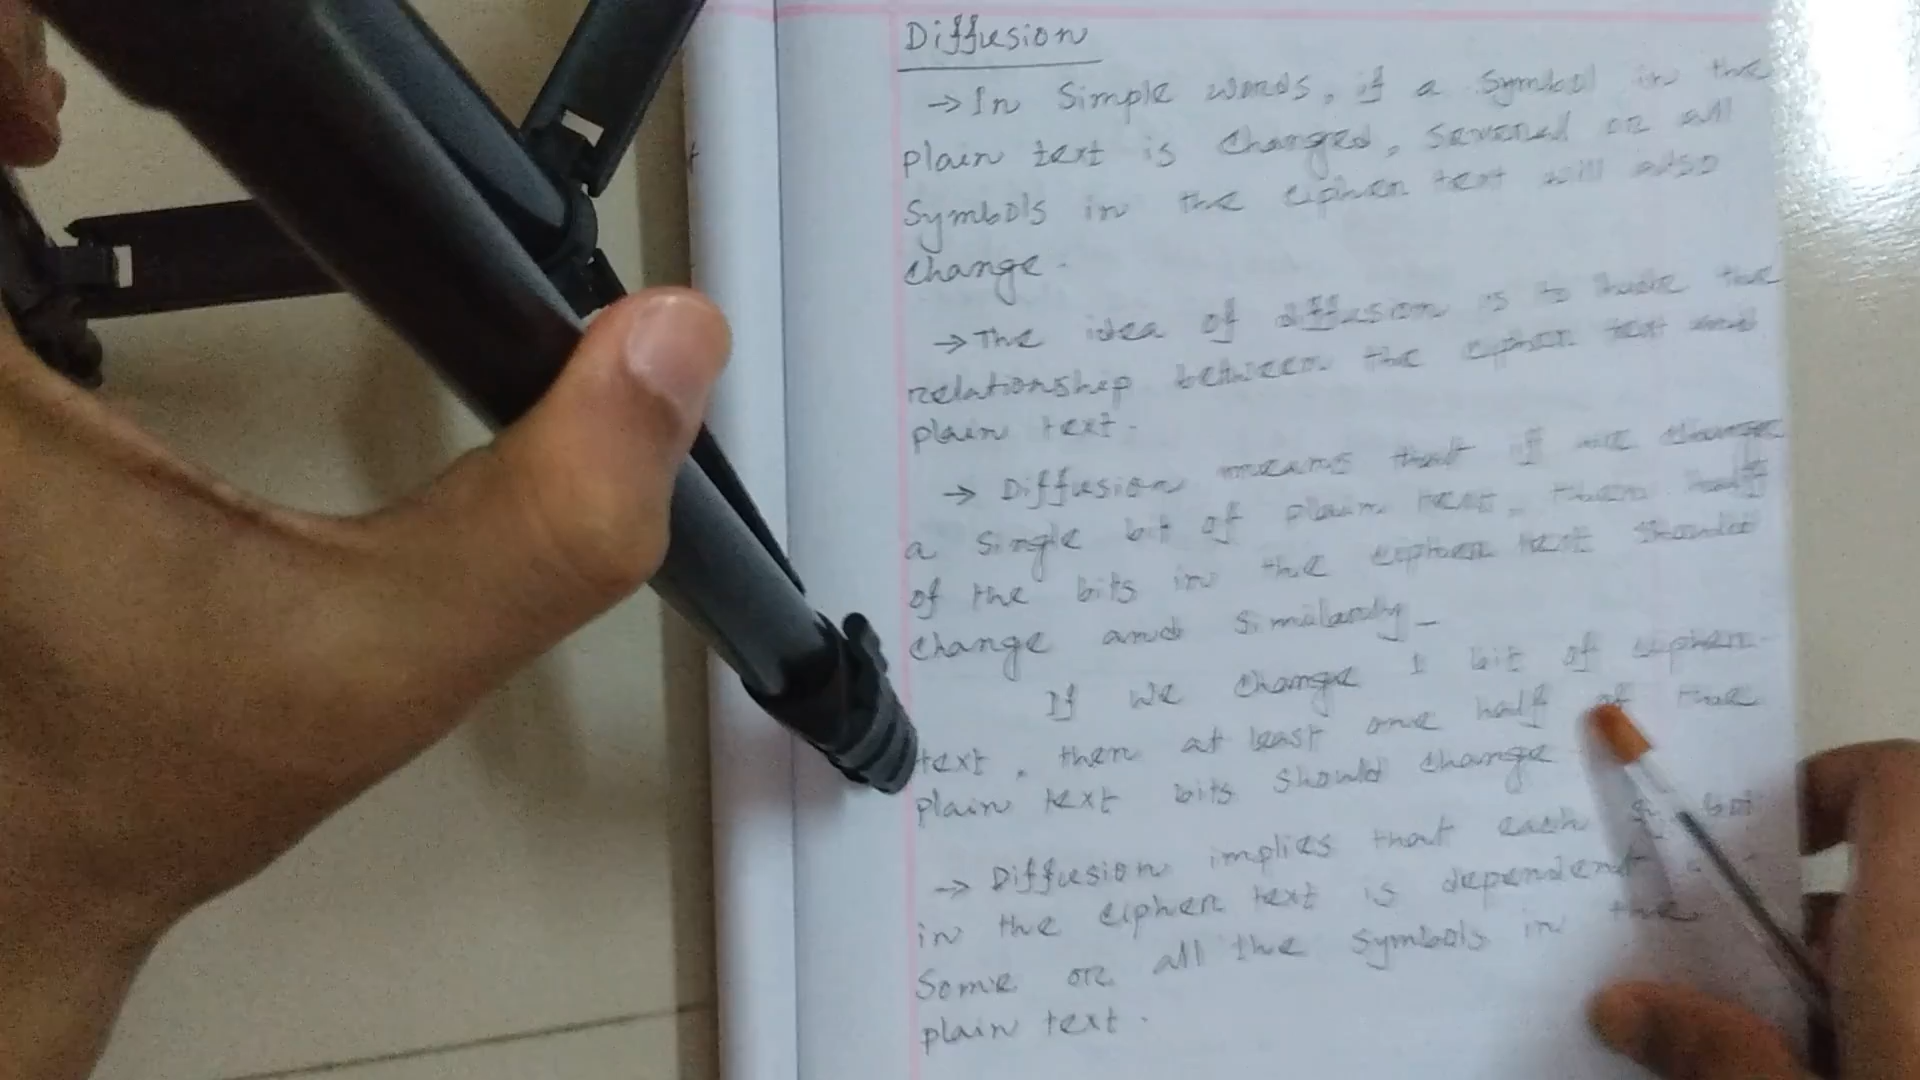 Diffusion
→ In Simple words, if a Symbol in the
plain text is changed, several or all
Symbols in the cipher text will also
change.
→ The idea of diffusion is to hide the
relationship between the cipher text and
plain text.
→ Diffusion means that if we change
a single bit of plain text, then half
of the bits in the cipher text should
change and similarly-
If we change 1 bit of cipher
text, then at least one half of the
plain text bits should change.
→ Diffusion implies that each
in the cipher text is dependent
Some or all the Symbols in the
plain text.